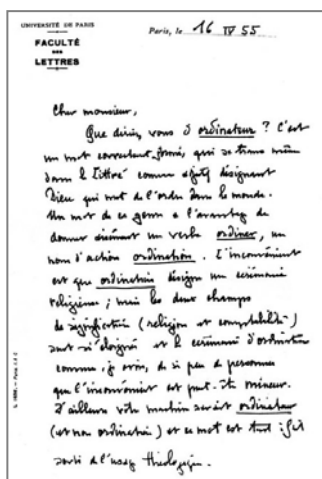 UNIVERSITÉ DE PARIS
FACULTÉ
DES
LETTRES
Paris, le 16 IV 55
Cher monsieur,
Que diriez vous d'ordinateur? C'est
un mot correctement formé, qui se trouve même
dans le Littré comme adjectif désignant
Dieu qui met de l'ordre dans le monde.
Un mot de ce genre a l'avantage de
donner aisément un verbe ordiner, un
nom d'action ordination. L'inconvénient
est que ordination désigne une cérémonie
religieuse; mais les deux champs
de signification (religion et comptabilité)
sont si éloignés et la cérémonie d'ordination
connue, je crois, de si peu de personnes
que l'inconvénient est peut-être mineur.
D'ailleurs votre machine serait ordinateur
(et non ordination) et ce mot est tout à fait
sorti de l'usage théologique.